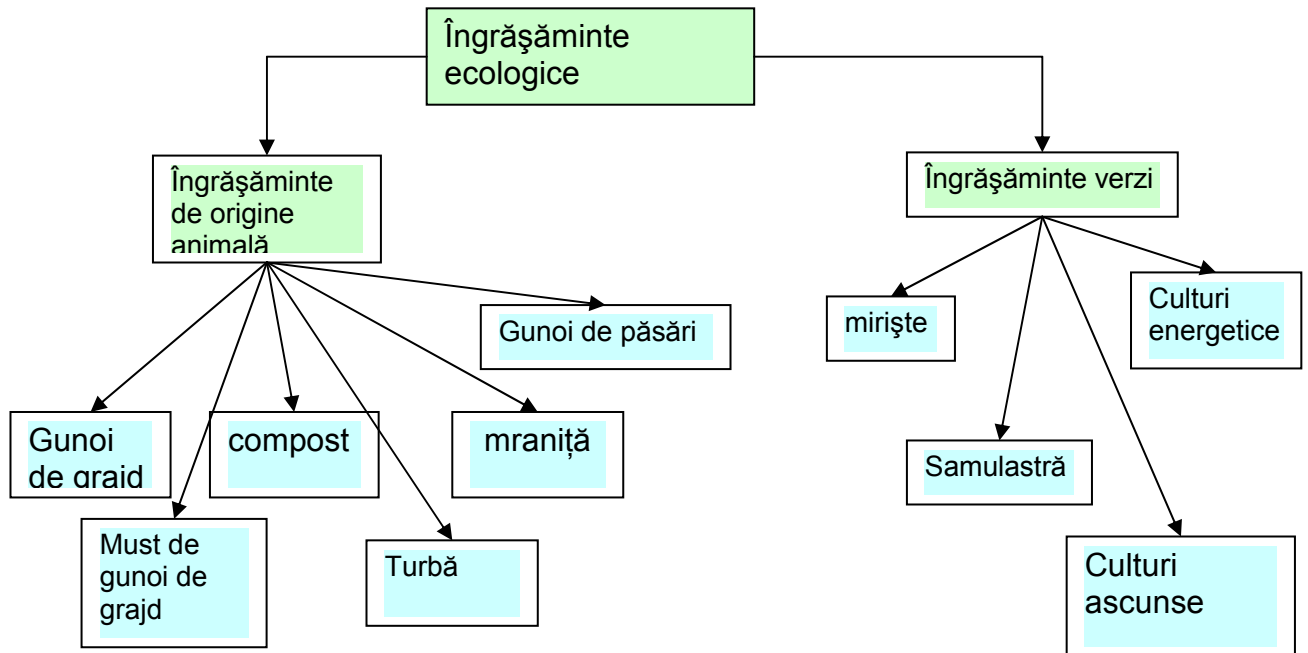 Îngrăşăminte
ecologice
Îngrăşăminte
de origine
animală
Îngrăşăminte verzi
Gunoi de păsări
mirişte
Culturi
energetice
Gunoi
de grajd
compost
mraniță
Samulastră
Must de
gunoi de
grajd
Turbă
Culturi
ascunse